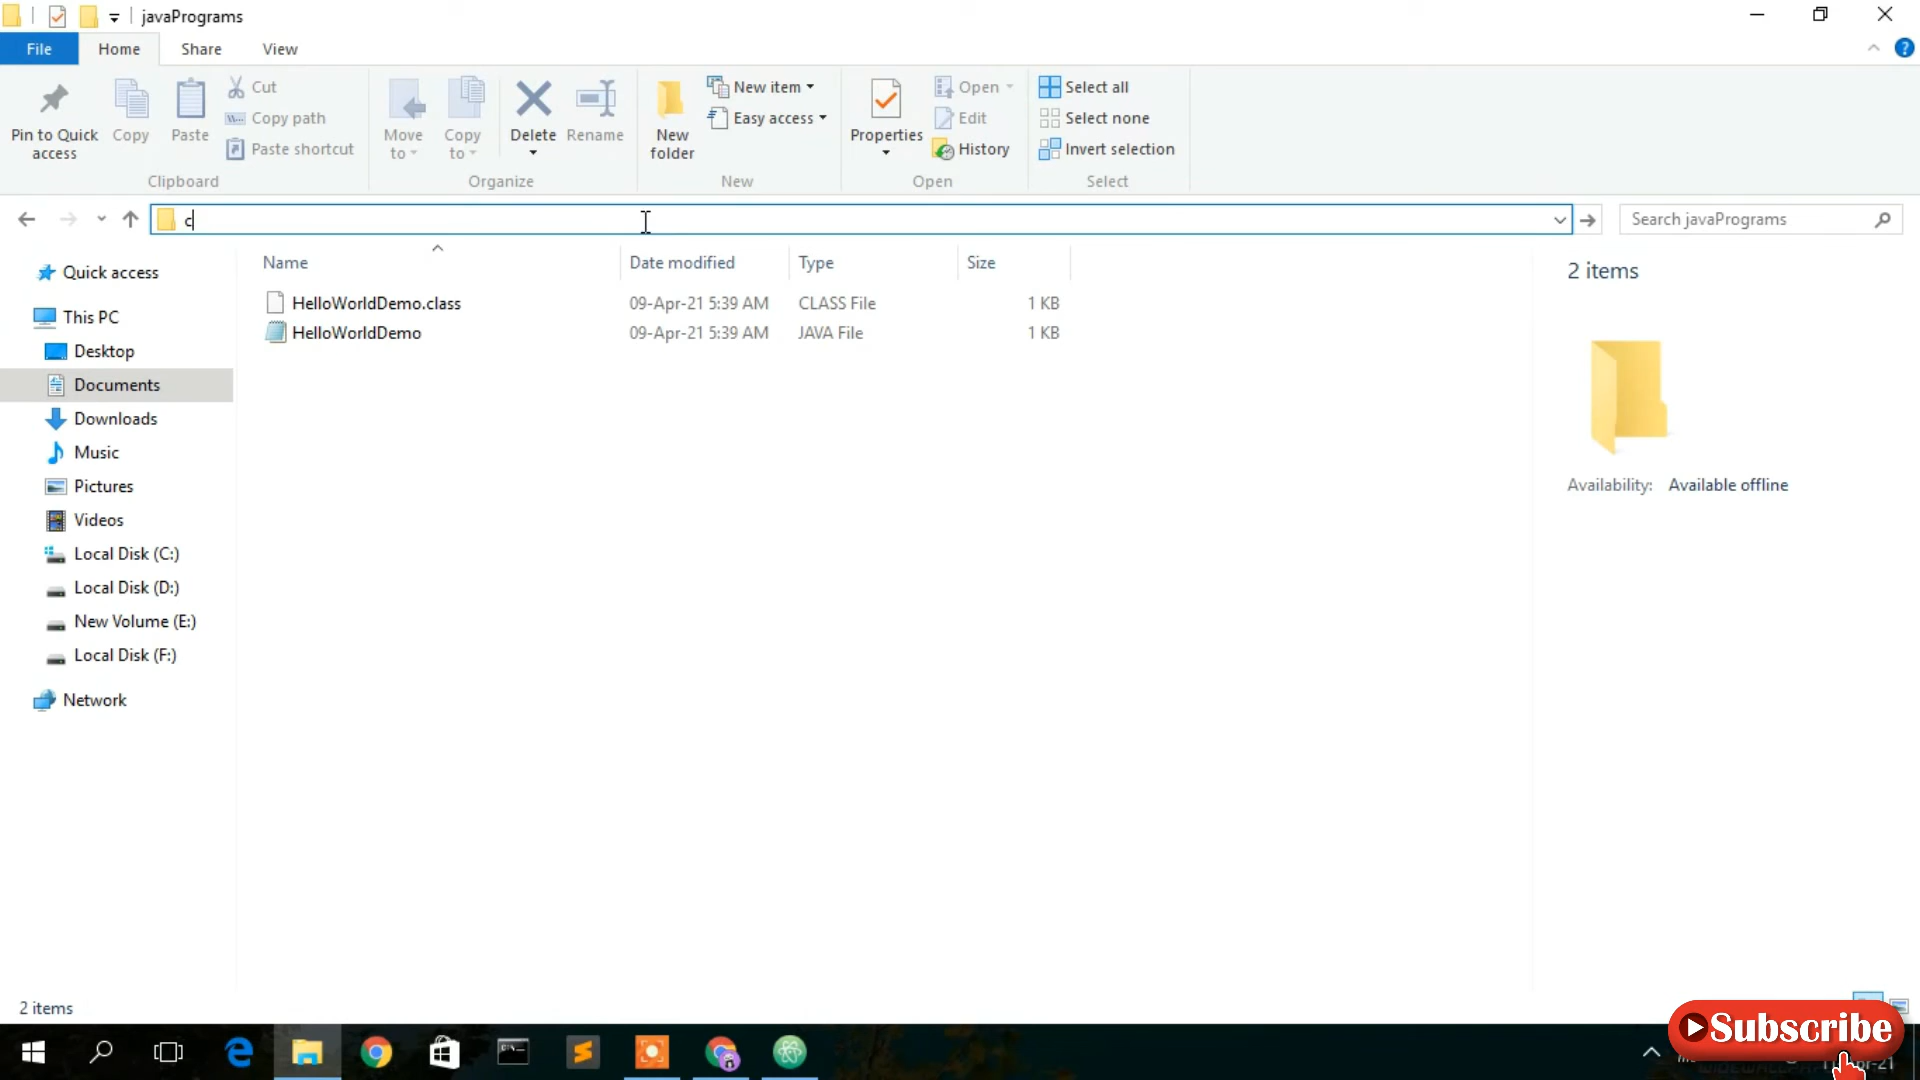 javaPrograms
File Home Share View
Pin to Quick access
Copy
Paste
Cut
Copy path
Paste shortcut
Clipboard
Move to
Copy to
Delete
Rename
Organize
New folder
New item
Easy access
New
Properties
Open
Edit
History
Open
Select all
Select none
Invert selection
Select
c
Search javaPrograms
Name Date modified Type Size
HelloWorldDemo.class 09-Apr-21 5:39 AM CLASS File 1 KB
HelloWorldDemo 09-Apr-21 5:39 AM JAVA File 1 KB
Quick access
This PC
Desktop
Documents
Downloads
Music
Pictures
Videos
Local Disk (C:)
Local Disk (D:)
New Volume (E:)
Local Disk (F:)
Network
2 items
Availability: Available offline
2 items
Subscribe